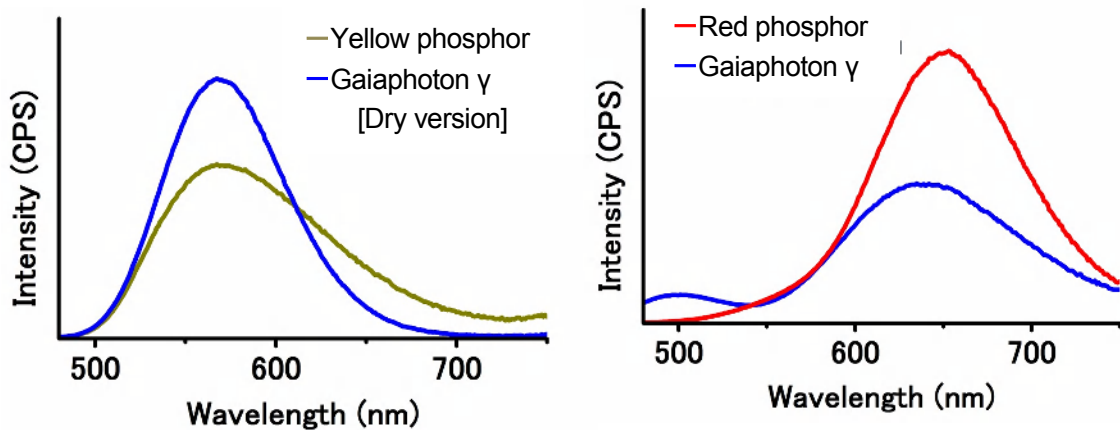 Yellow phosphor
Gaiaphoton γ
[Dry version]
Intensity (CPS)
500
600
700
Wavelength (nm)
Red phosphor
Gaiaphoton γ
Intensity (CPS)
500
600
700
Wavelength (nm)